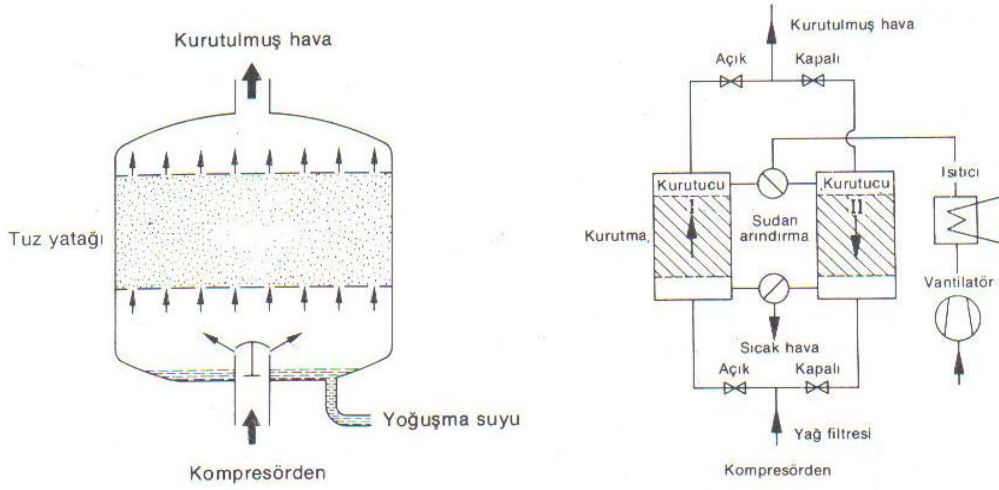 Kurutulmuş hava
Tuz yatağı
Yoğuşma suyu
Kompresörden
Kurutulmuş hava
Açık
Kapalı
Isıtıcı
Kurutucu
I
Kurutucu
II
Kurutma
Sudan
arındırma
Vantilatör
Sıcak hava
Açık
Kapalı
Yağ filtresi
Kompresörden